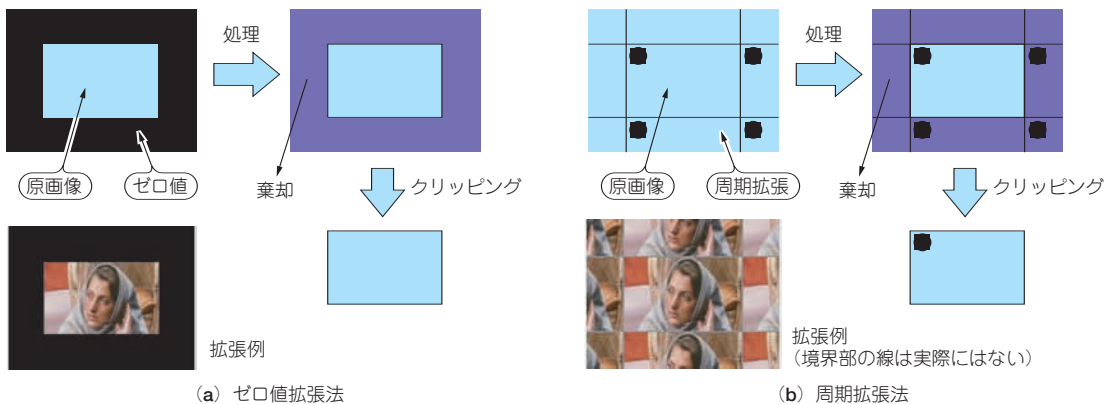 処理
原画像
ゼロ値
棄却
クリッピング
拡張例
(a) ゼロ値拡張法
処理
原画像
周期拡張
棄却
クリッピング
拡張例
(境界部の線は実際にはない)
(b) 周期拡張法